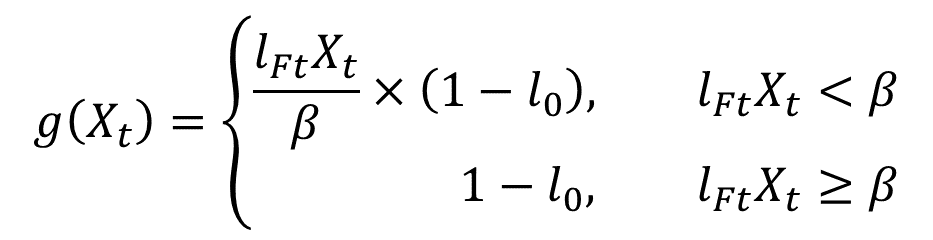 g(X_t) = { (l_{Ft}X_t / β) × (1 − l_0),  l_{Ft}X_t < β
1 − l_0,  l_{Ft}X_t ≥ β